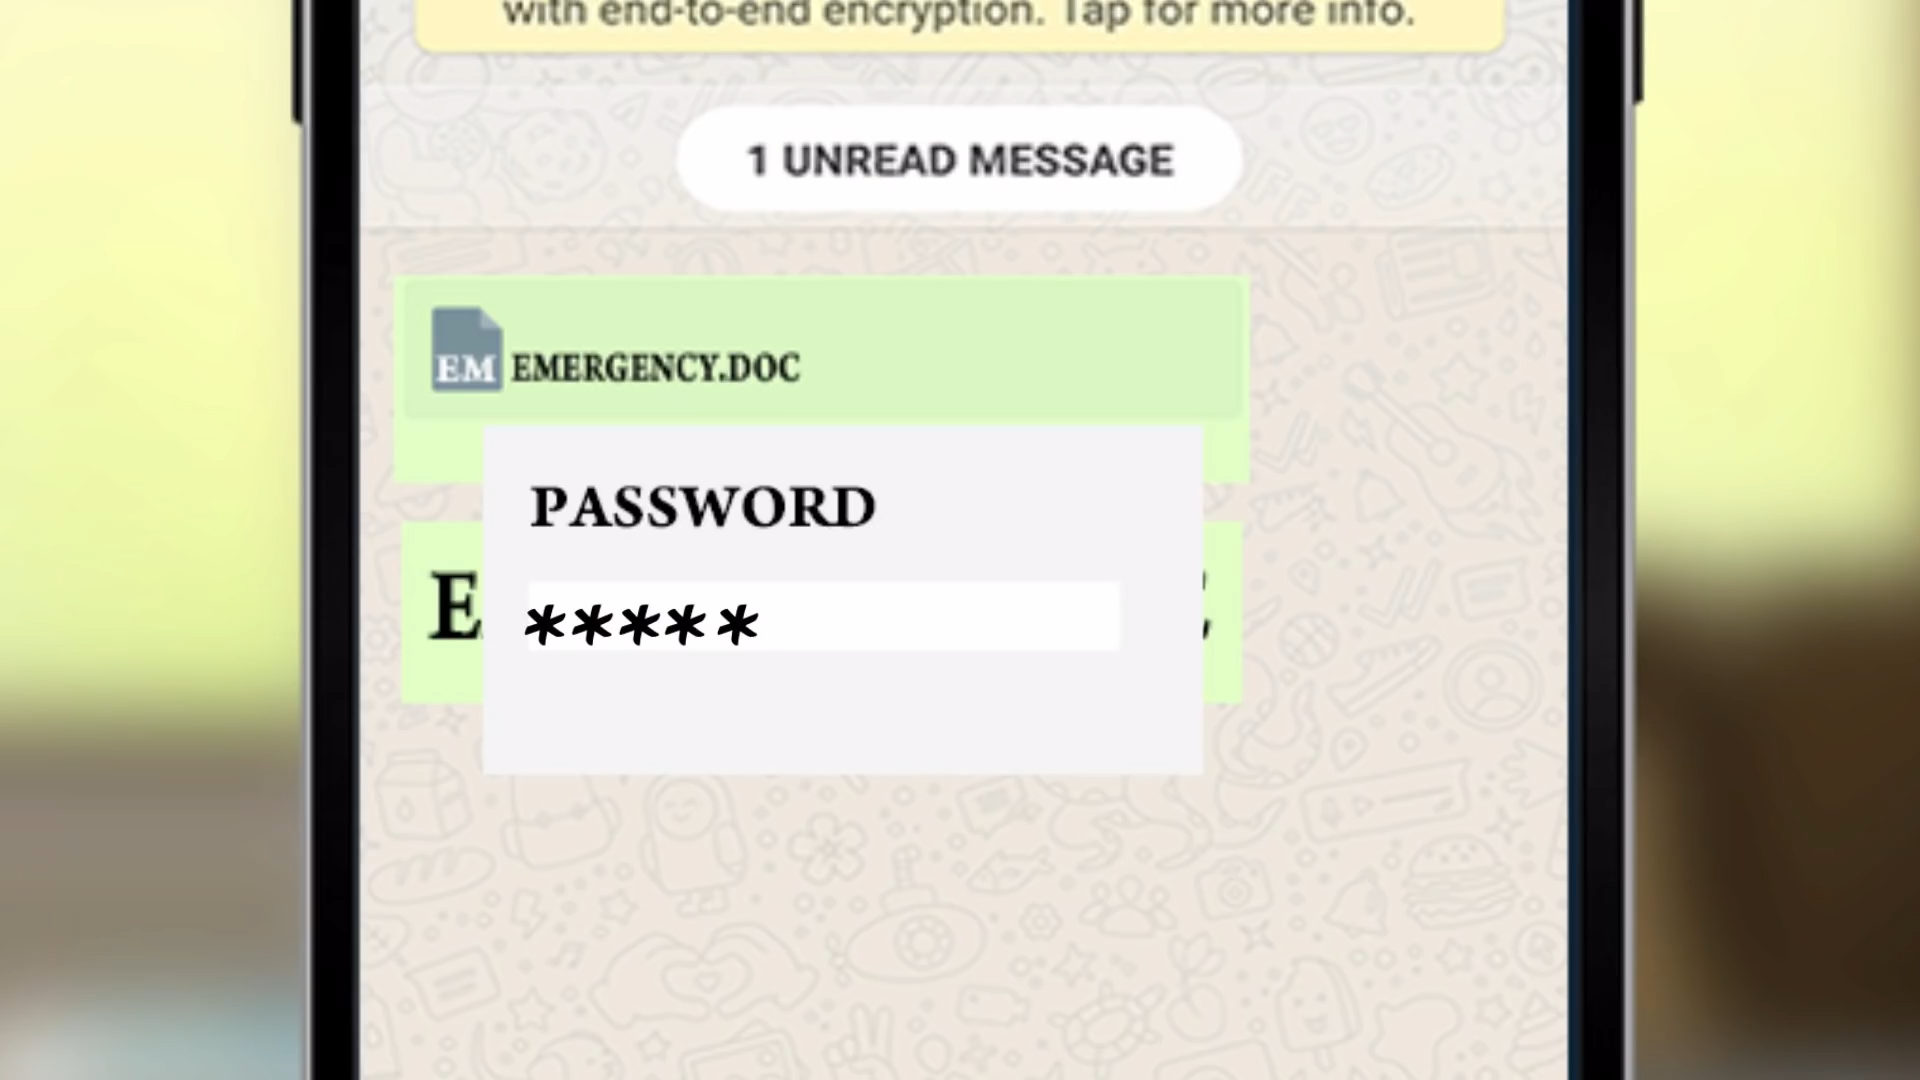 with end-to-end encryption. Tap for more info.
1 UNREAD MESSAGE
EM EMERGENCY.DOC
PASSWORD
*****